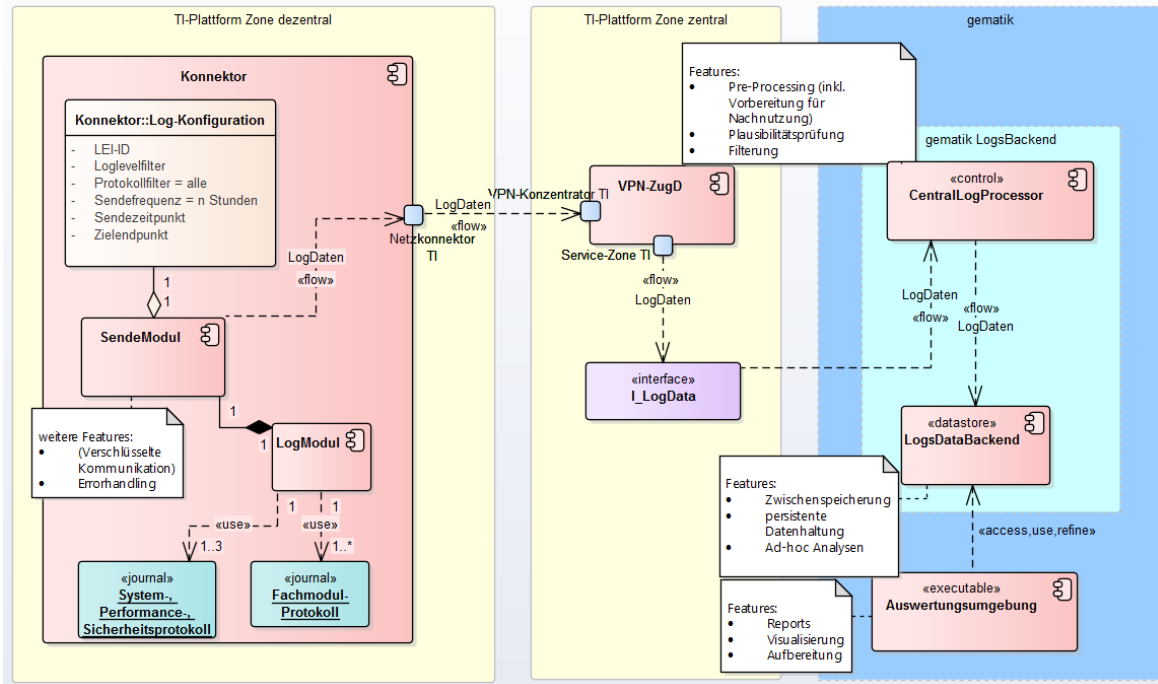 TI-Plattform Zone dezentral
Konnektor
Konnektor::Log-Konfiguration
- LEI-ID
- Loglevelfilter
- Protokollfilter = alle
- Sendefrequenz = n Stunden
- Sendezeitpunkt
- Zielendpunkt
1
1
SendeModul
LogDaten
«flow»
Netzkonnektor
TI
weitere Features:
• (Verschlüsselte
Kommunikation)
• Errorhandling
1
1
LogModul
1
1
«use»
«use»
1..3
1..*
«journal»
System-,
Performance-,
Sicherheitsprotokoll
«journal»
Fachmodul-
Protokoll
LogDaten
«flow»
TI-Plattform Zone zentral
VPN-Konzentrator TI
VPN-ZugD
Service-Zone TI
«flow»
LogDaten
«interface»
I_LogData
gematik
Features:
• Pre-Processing (inkl.
Vorbereitung für
Nachnutzung)
• Plausibilitätsprüfung
• Filterung
gematik LogsBackend
«control»
CentralLogProcessor
LogDaten
«flow»
«flow»
LogDaten
«datastore»
LogsDataBackend
Features:
• Zwischenspeicherung
• persistente
Datenhaltung
• Ad-hoc Analysen
«access,use,refine»
«executable»
Auswertungsumgebung
Features:
• Reports
• Visualisierung
• Aufbereitung